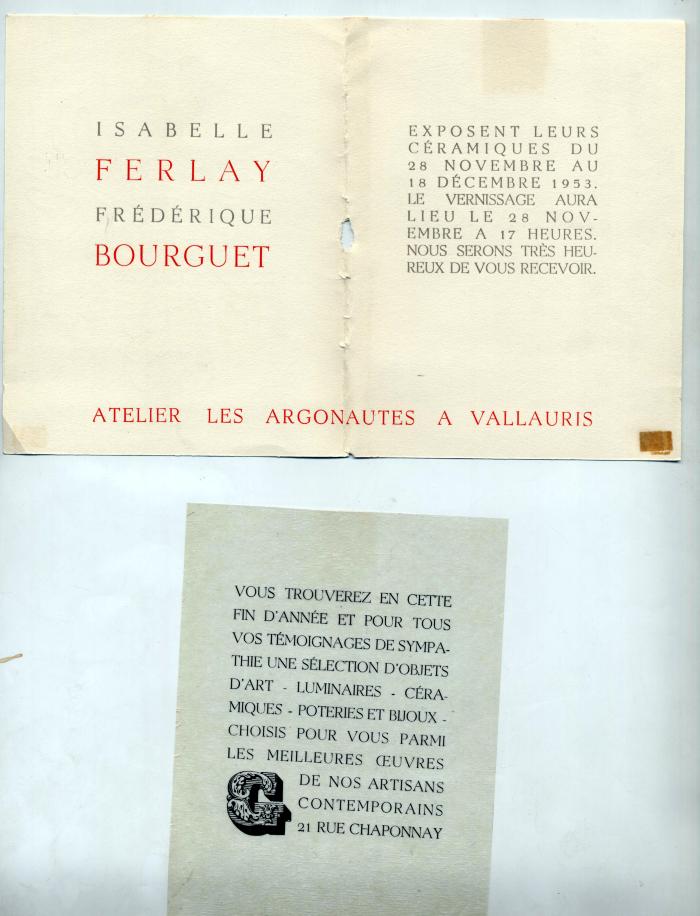 ISABELLE
FERLAY
FRÉDÉRIQUE
BOURGUET
EXPOSENT LEURS
CÉRAMIQUES DU
28 NOVEMBRE AU
18 DÉCEMBRE 1953.
LE VERNISSAGE AURA
LIEU LE 28 NOV-
EMBRE A 17 HEURES.
NOUS SERONS TRÈS HEU-
REUX DE VOUS RECEVOIR.
ATELIER LES ARGONAUTES A VALLAURIS
VOUS TROUVEREZ EN CETTE
FIN D'ANNÉE ET POUR TOUS
VOS TÉMOIGNAGES DE SYMPA-
THIE UNE SÉLECTION D'OBJETS
D'ART - LUMINAIRES - CÉRA-
MIQUES - POTERIES ET BIJOUX -
CHOISIS POUR VOUS PARMI
LES MEILLEURES ŒUVRES
DE NOS ARTISANS
CONTEMPORAINS
G 21 RUE CHAPONNAY